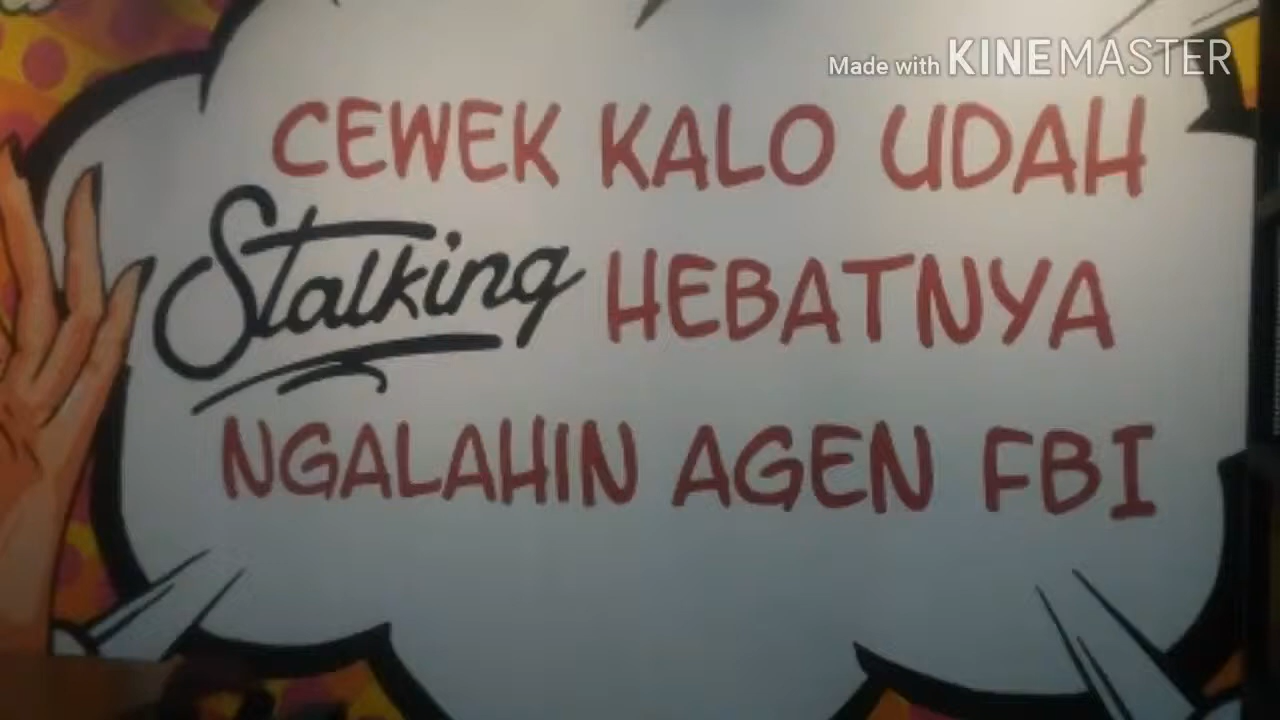 Made with KINEMASTER
CEWEK KALO UDAH
Stalking HEBATNYA
NGALAHIN AGEN FBI